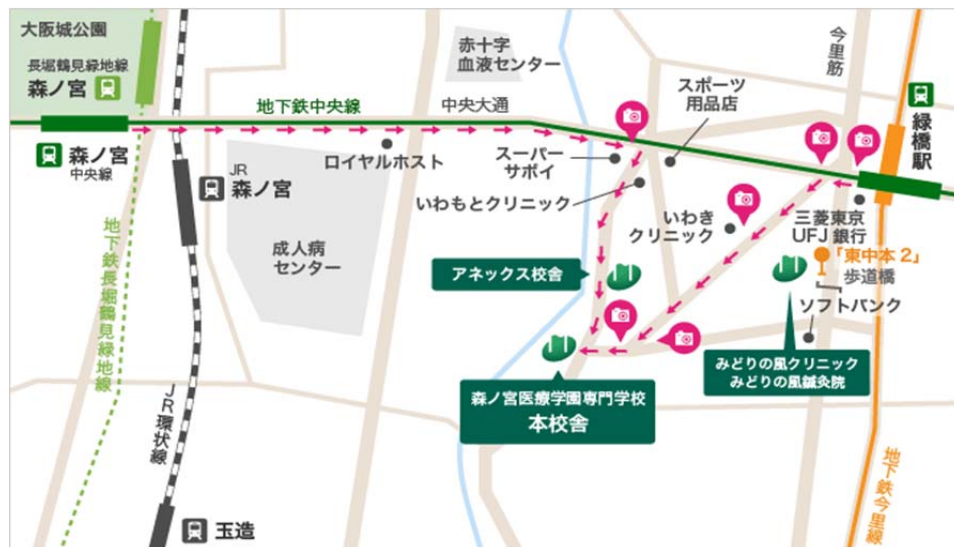 大阪城公園
長堀鶴見緑地線
森ノ宮
赤十字
血液センター
今里筋
スポーツ
用品店
地下鉄中央線
中央大通
緑橋駅
森ノ宮
中央線
JR
森ノ宮
ロイヤルホスト
スーパー
サボイ
いわもとクリニック
いわき
クリニック
三菱東京
UFJ銀行
成人病
センター
「東中本2」
歩道橋
アネックス校舎
ソフトバンク
地下鉄長堀鶴見緑地線
みどりの風クリニック
みどりの風鍼灸院
森ノ宮医療学園専門学校
本校舎
JR環状線
地下鉄今里線
玉造